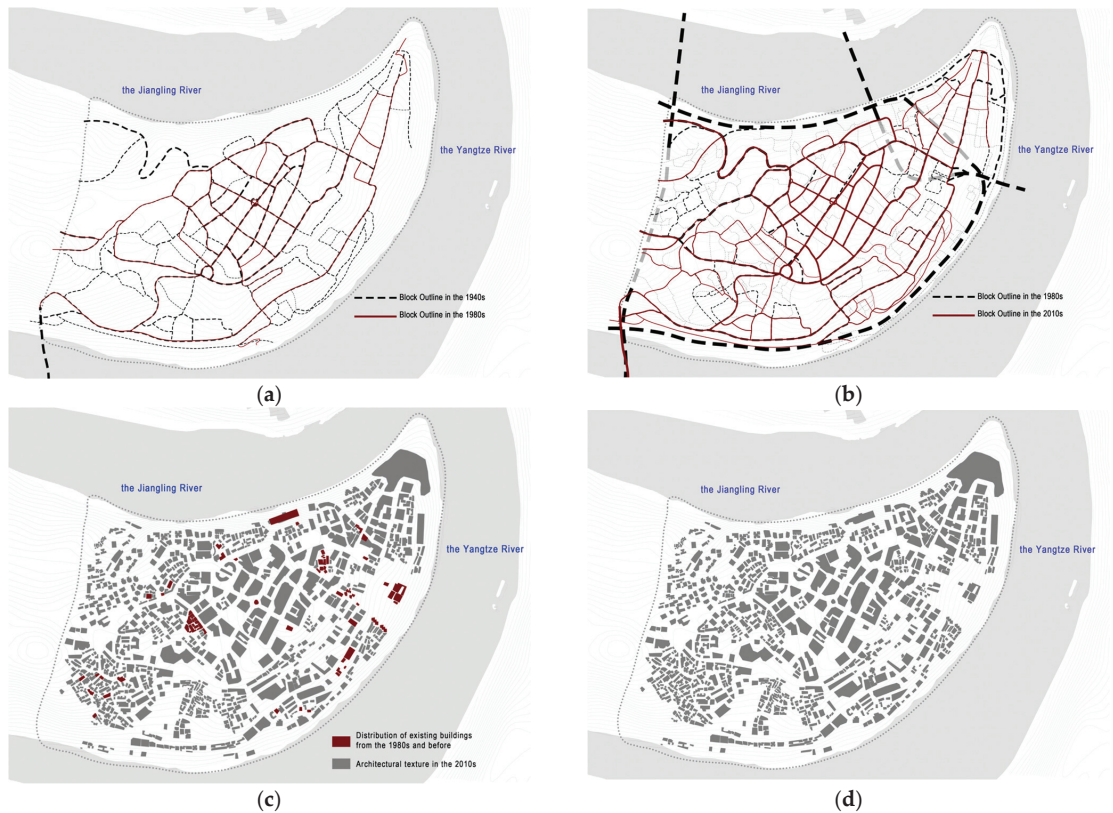 the Jiangling River
the Yangtze River
Block Outline in the 1940s
Block Outline in the 1980s
(a)
the Jiangling River
the Yangtze River
Block Outline in the 1980s
Block Outline in the 2010s
(b)
the Jiangling River
the Yangtze River
Distribution of existing buildings
from the 1980s and before
Architectural texture in the 2010s
(c)
the Jiangling River
the Yangtze River
(d)